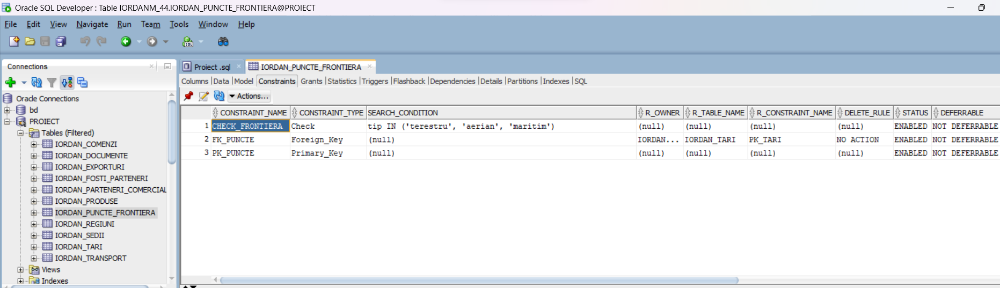 Oracle SQL Developer : Table IORDANM_44.IORDAN_PUNCTE_FRONTIERA@PROIECT
File Edit View Navigate Run Team Tools Window Help
Connections
Oracle Connections
bd
PROIECT
Tables (Filtered)
IORDAN_COMENZI
IORDAN_DOCUMENTE
IORDAN_EXPORTURI
IORDAN_FOSTI_PARTENERI
IORDAN_PARTENERI_COMERCIAL
IORDAN_PRODUSE
IORDAN_PUNCTE_FRONTIERA
IORDAN_REGIUNI
IORDAN_SEDII
IORDAN_TARI
IORDAN_TRANSPORT
Views
Indexes
Project .sql IORDAN_PUNCTE_FRONTIERA
Columns Data Model Constraints Grants Statistics Triggers Flashback Dependencies Details Partitions Indexes SQL
Actions...
CONSTRAINT_NAME CONSTRAINT_TYPE SEARCH_CONDITION R_OWNER R_TABLE_NAME R_CONSTRAINT_NAME DELETE_RULE STATUS DEFERRABLE
1 CHECK_FRONTIERA Check tip IN ('terestru', 'aerian', 'maritim') (null) (null) (null) (null) ENABLED NOT DEFERRABLE
2 FK_PUNCTE Foreign_Key (null) IORDAN... IORDAN_TARI PK_TARI NO ACTION ENABLED NOT DEFERRABLE
3 PK_PUNCTE Primary_Key (null) (null) (null) (null) (null) ENABLED NOT DEFERRABLE